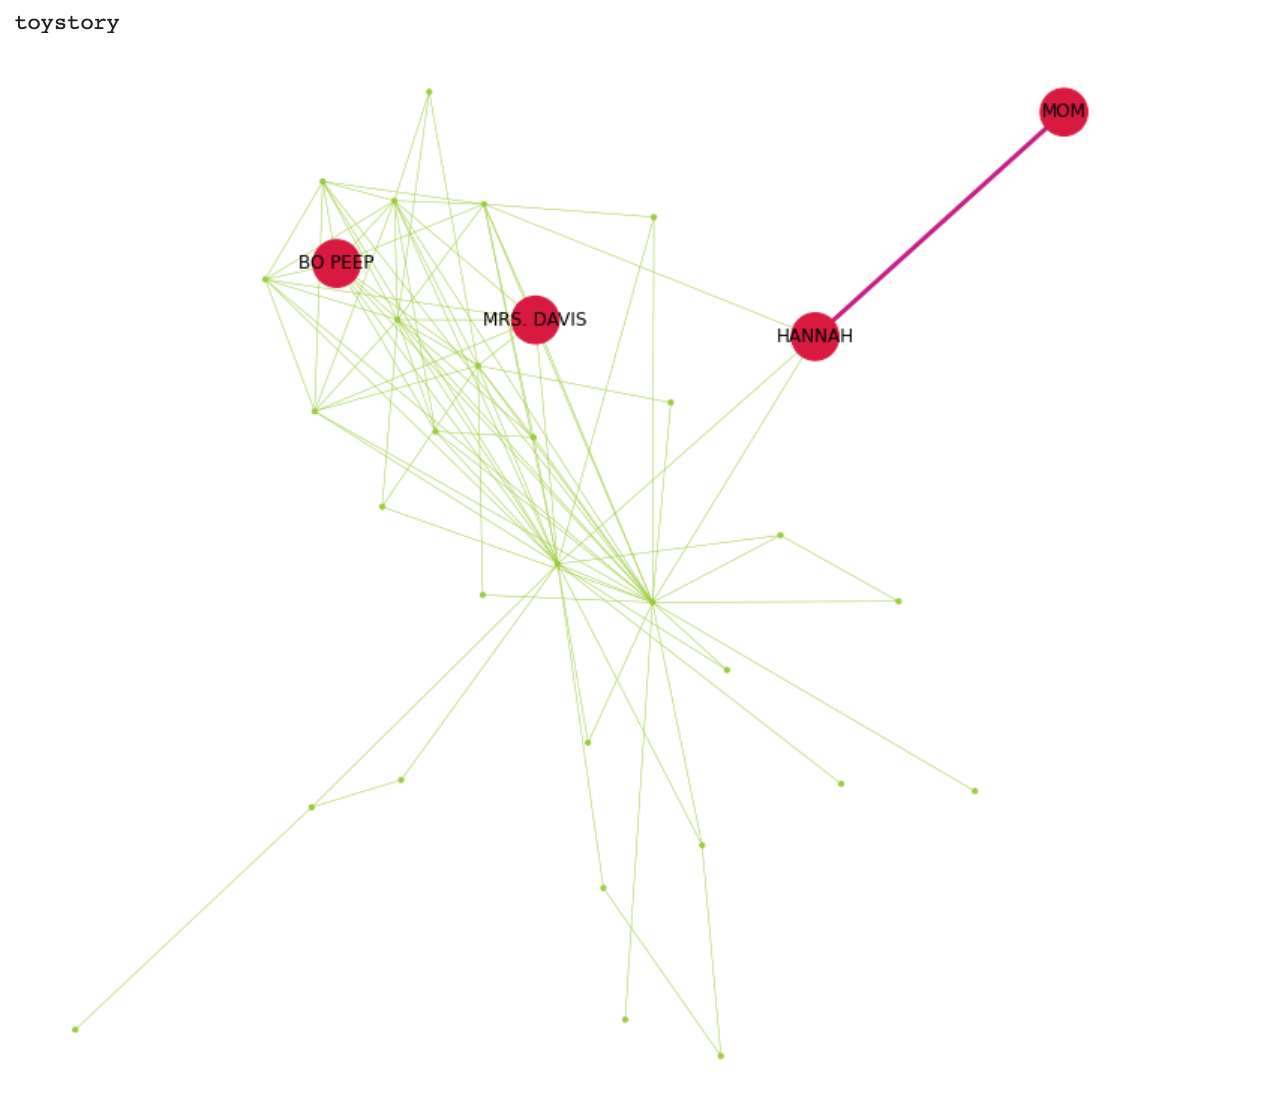 toystory
MOM
BO PEEP
MRS. DAVIS
HANNAH